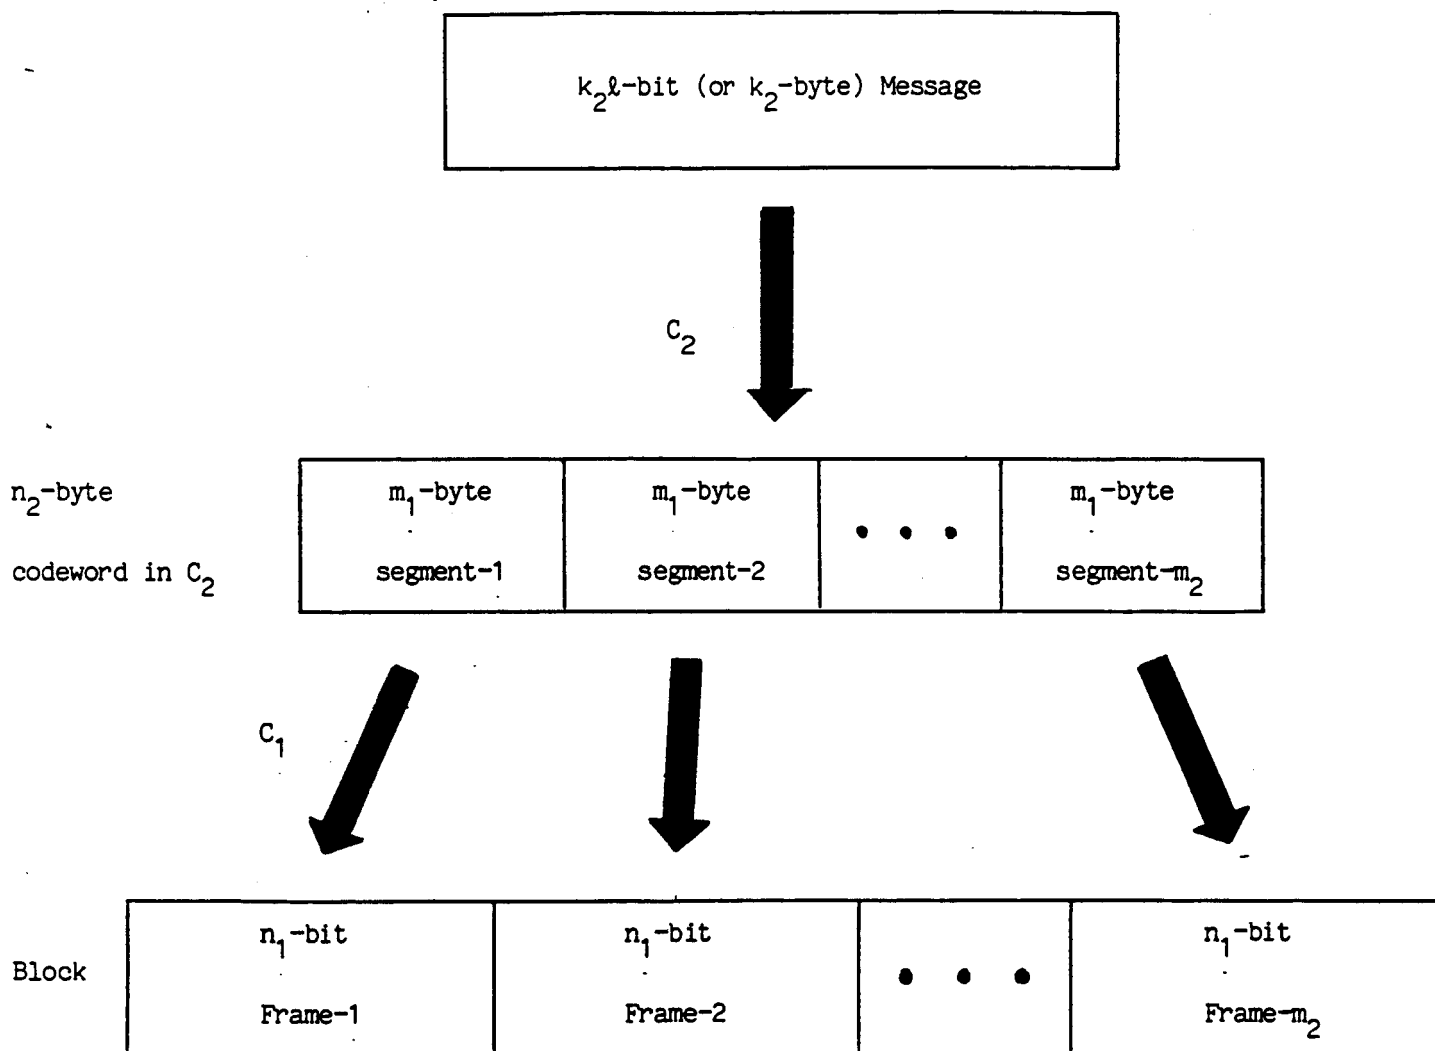 k₂ℓ-bit (or k₂-byte) Message
C₂
n₂-byte
codeword in C₂
m₁-byte
segment-1
m₁-byte
segment-2
• • •
m₁-byte
segment-m₂
C₁
Block
n₁-bit
Frame-1
n₁-bit
Frame-2
• • •
n₁-bit
Frame-m₂